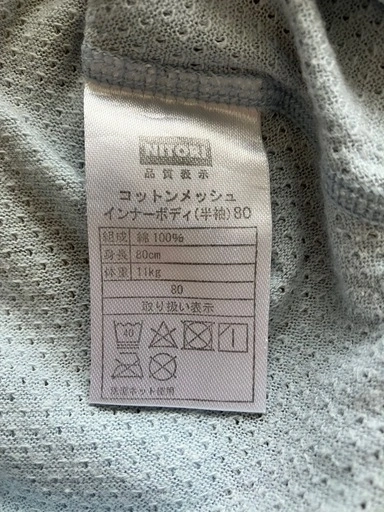 NITORI
品質表示
コットンメッシュ
インナーボディ(半袖)80
組成 綿100%
身長 80cm
体重 11kg
80
取り扱い表示
40
洗濯ネット使用